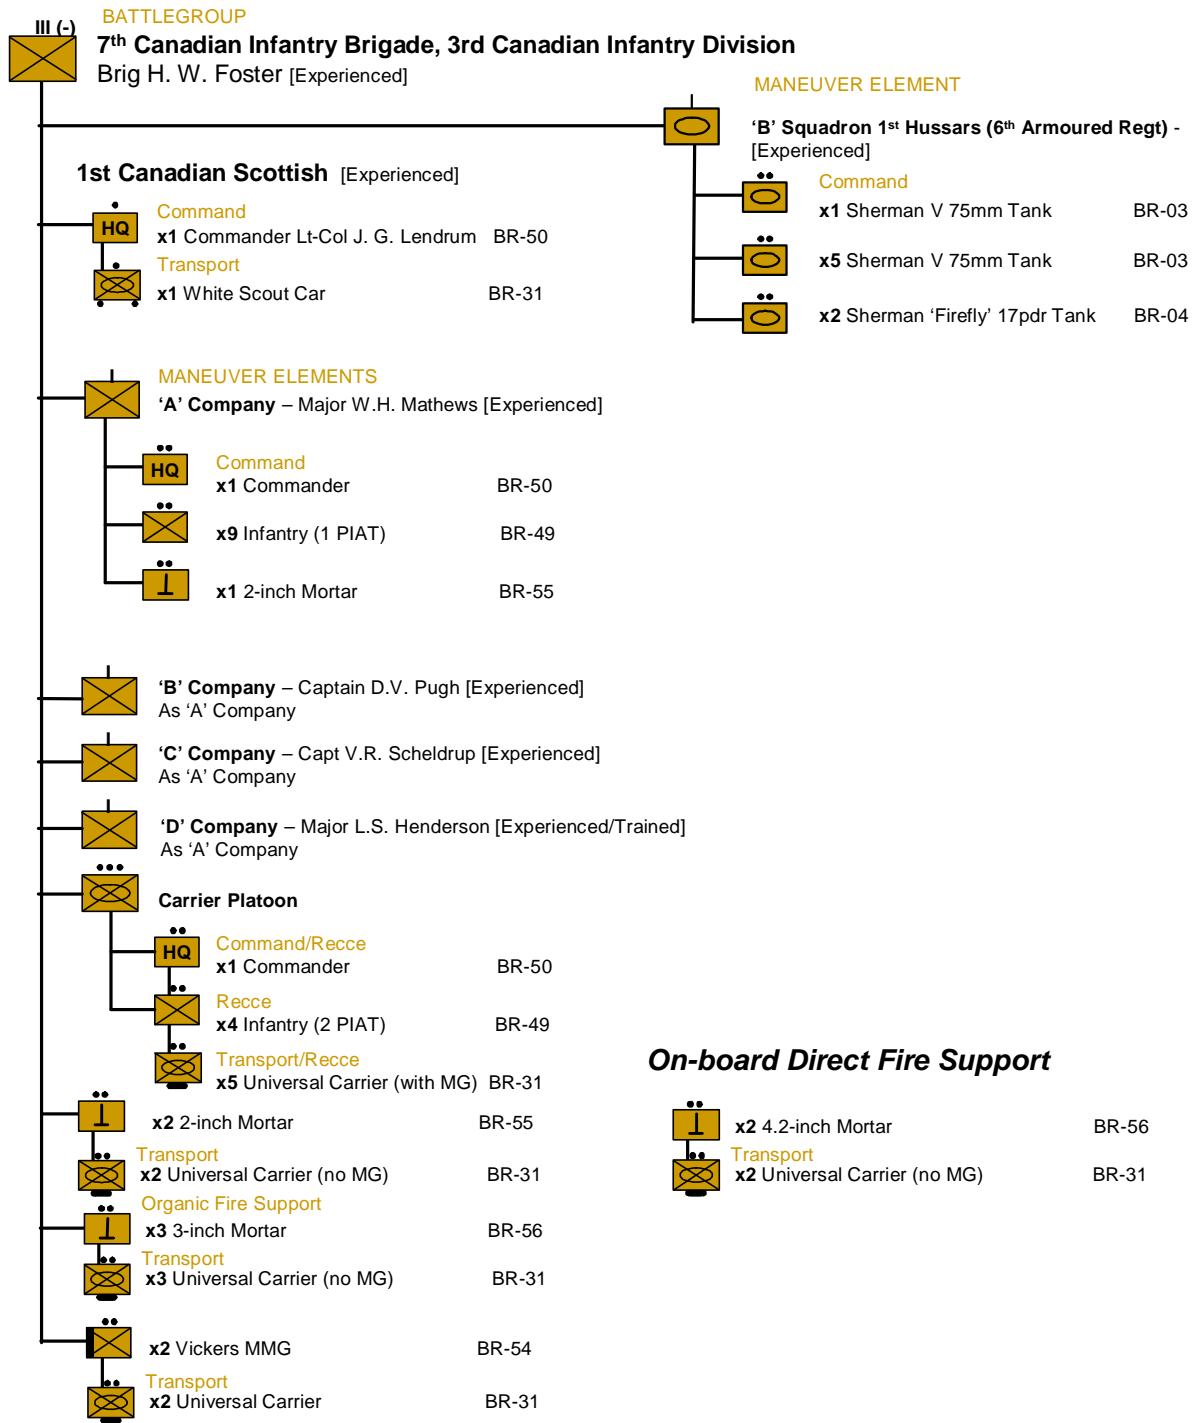 BATTLEGROUP
III (-)
7th Canadian Infantry Brigade, 3rd Canadian Infantry Division
Brig H. W. Foster [Experienced]
MANEUVER ELEMENT
‘B’ Squadron 1st Hussars (6th Armoured Regt) -
[Experienced]
Command
x1 Sherman V 75mm Tank BR-03
x5 Sherman V 75mm Tank BR-03
x2 Sherman ‘Firefly’ 17pdr Tank BR-04
1st Canadian Scottish [Experienced]
HQ
Command
x1 Commander Lt-Col J. G. Lendrum BR-50
Transport
x1 White Scout Car BR-31
MANEUVER ELEMENTS
‘A’ Company – Major W.H. Mathews [Experienced]
HQ
Command
x1 Commander BR-50
x9 Infantry (1 PIAT) BR-49
x1 2-inch Mortar BR-55
‘B’ Company – Captain D.V. Pugh [Experienced]
As ‘A’ Company
‘C’ Company – Capt V.R. Scheldrup [Experienced]
As ‘A’ Company
‘D’ Company – Major L.S. Henderson [Experienced/Trained]
As ‘A’ Company
Carrier Platoon
HQ
Command/Recce
x1 Commander BR-50
Recce
x4 Infantry (2 PIAT) BR-49
Transport/Recce
x5 Universal Carrier (with MG) BR-31
x2 2-inch Mortar BR-55
Transport
x2 Universal Carrier (no MG) BR-31
Organic Fire Support
x3 3-inch Mortar BR-56
Transport
x3 Universal Carrier (no MG) BR-31
x2 Vickers MMG BR-54
Transport
x2 Universal Carrier BR-31
On-board Direct Fire Support
x2 4.2-inch Mortar BR-56
Transport
x2 Universal Carrier (no MG) BR-31